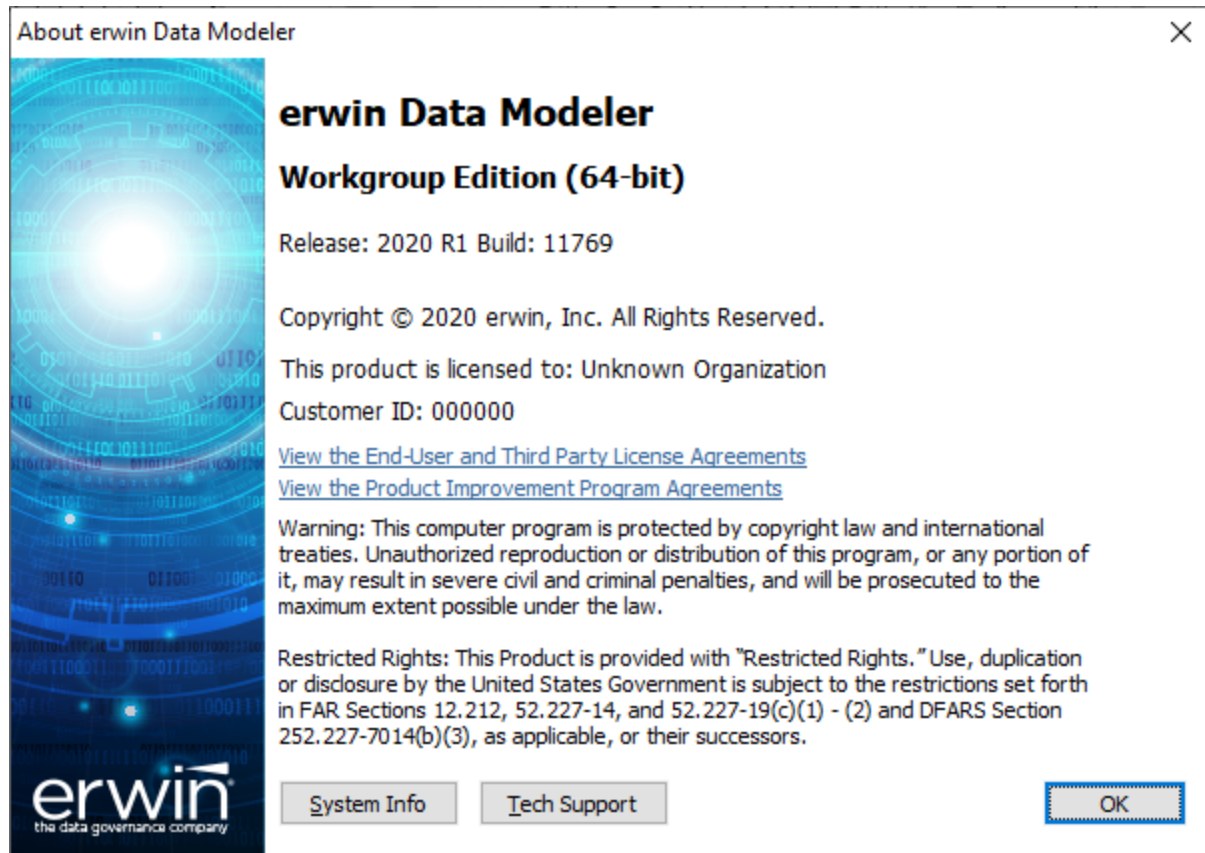 About erwin Data Modeler
erwin Data Modeler
Workgroup Edition (64-bit)
Release: 2020 R1 Build: 11769
Copyright © 2020 erwin, Inc. All Rights Reserved.
This product is licensed to: Unknown Organization
Customer ID: 000000
View the End-User and Third Party License Agreements
View the Product Improvement Program Agreements
Warning: This computer program is protected by copyright law and international
treaties. Unauthorized reproduction or distribution of this program, or any portion of
it, may result in severe civil and criminal penalties, and will be prosecuted to the
maximum extent possible under the law.
Restricted Rights: This Product is provided with “Restricted Rights.” Use, duplication
or disclosure by the United States Government is subject to the restrictions set forth
in FAR Sections 12.212, 52.227-14, and 52.227-19(c)(1) - (2) and DFARS Section
252.227-7014(b)(3), as applicable, or their successors.
erwin
the data governance company
System Info
Tech Support
OK